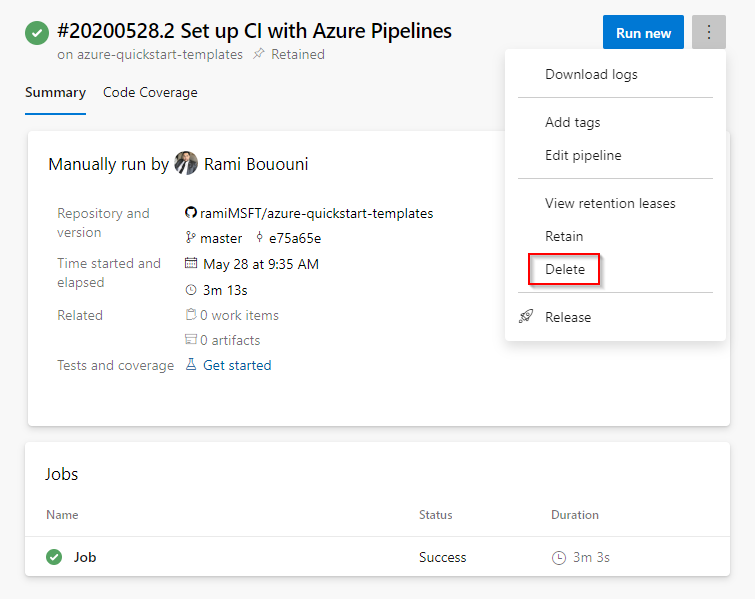 #20200528.2 Set up CI with Azure Pipelines
Run new
on azure-quickstart-templates Retained
Summary Code Coverage
Download logs
Add tags
Edit pipeline
View retention leases
Retain
Delete
Release
Manually run by Rami Bououni
Repository and version
ramiMSFT/azure-quickstart-templates
master e75a65e
Time started and elapsed
May 28 at 9:35 AM
3m 13s
Related
0 work items
0 artifacts
Tests and coverage Get started
Jobs
Name Status Duration
Job Success 3m 3s